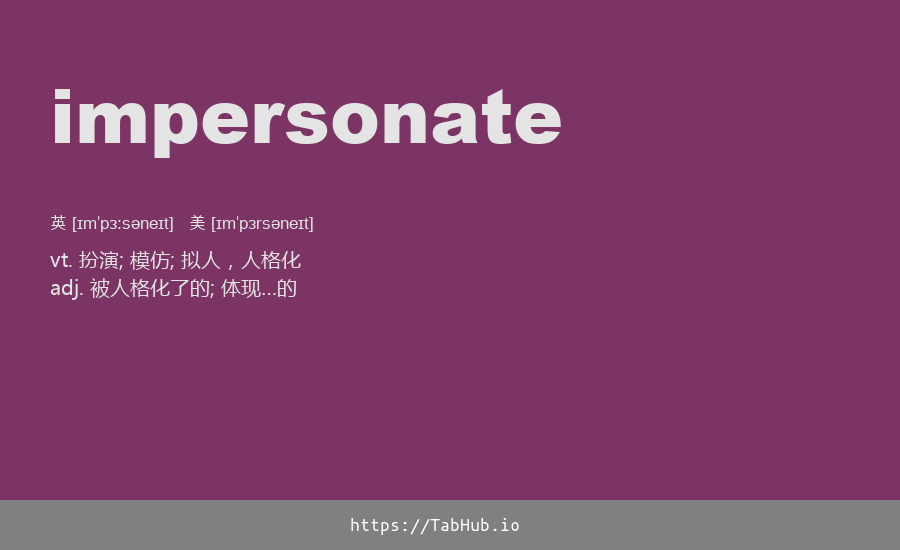 impersonate
英 [ɪmˈpɜːsəneɪt] 美 [ɪmˈpɜrsəneɪt]
vt. 扮演; 模仿; 拟人，人格化
adj. 被人格化了的; 体现…的
https://TabHub.io